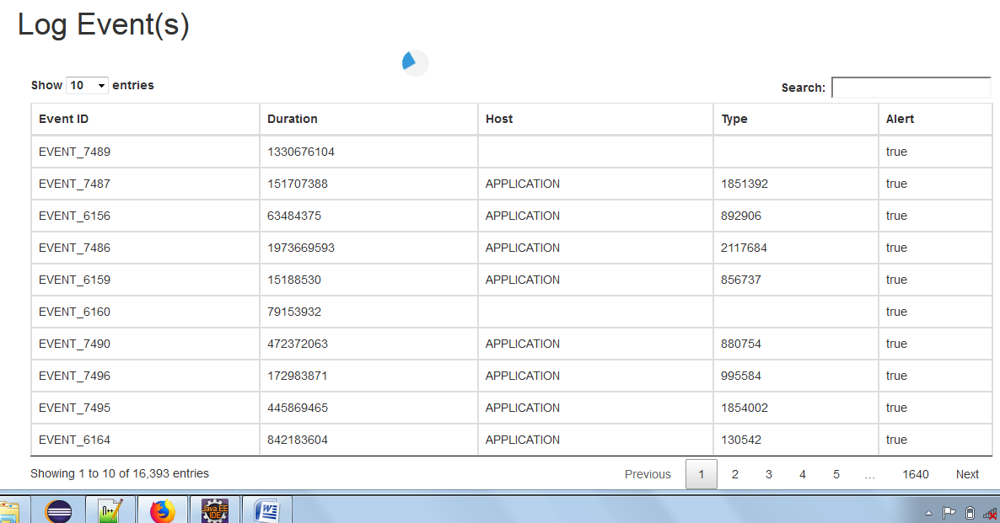 Log Event(s)
Show 10 entries
Search:
Event ID Duration Host Type Alert
EVENT_7489 1330676104 true
EVENT_7487 151707388 APPLICATION 1851392 true
EVENT_6156 63484375 APPLICATION 892906 true
EVENT_7486 1973669593 APPLICATION 2117684 true
EVENT_6159 15188530 APPLICATION 856737 true
EVENT_6160 79153932 true
EVENT_7490 472372063 APPLICATION 880754 true
EVENT_7496 172983871 APPLICATION 995584 true
EVENT_7495 445869465 APPLICATION 1854002 true
EVENT_6164 842183604 APPLICATION 130542 true
Showing 1 to 10 of 16,393 entries
Previous 1 2 3 4 5 ... 1640 Next
n++
Java EE
IDE
W